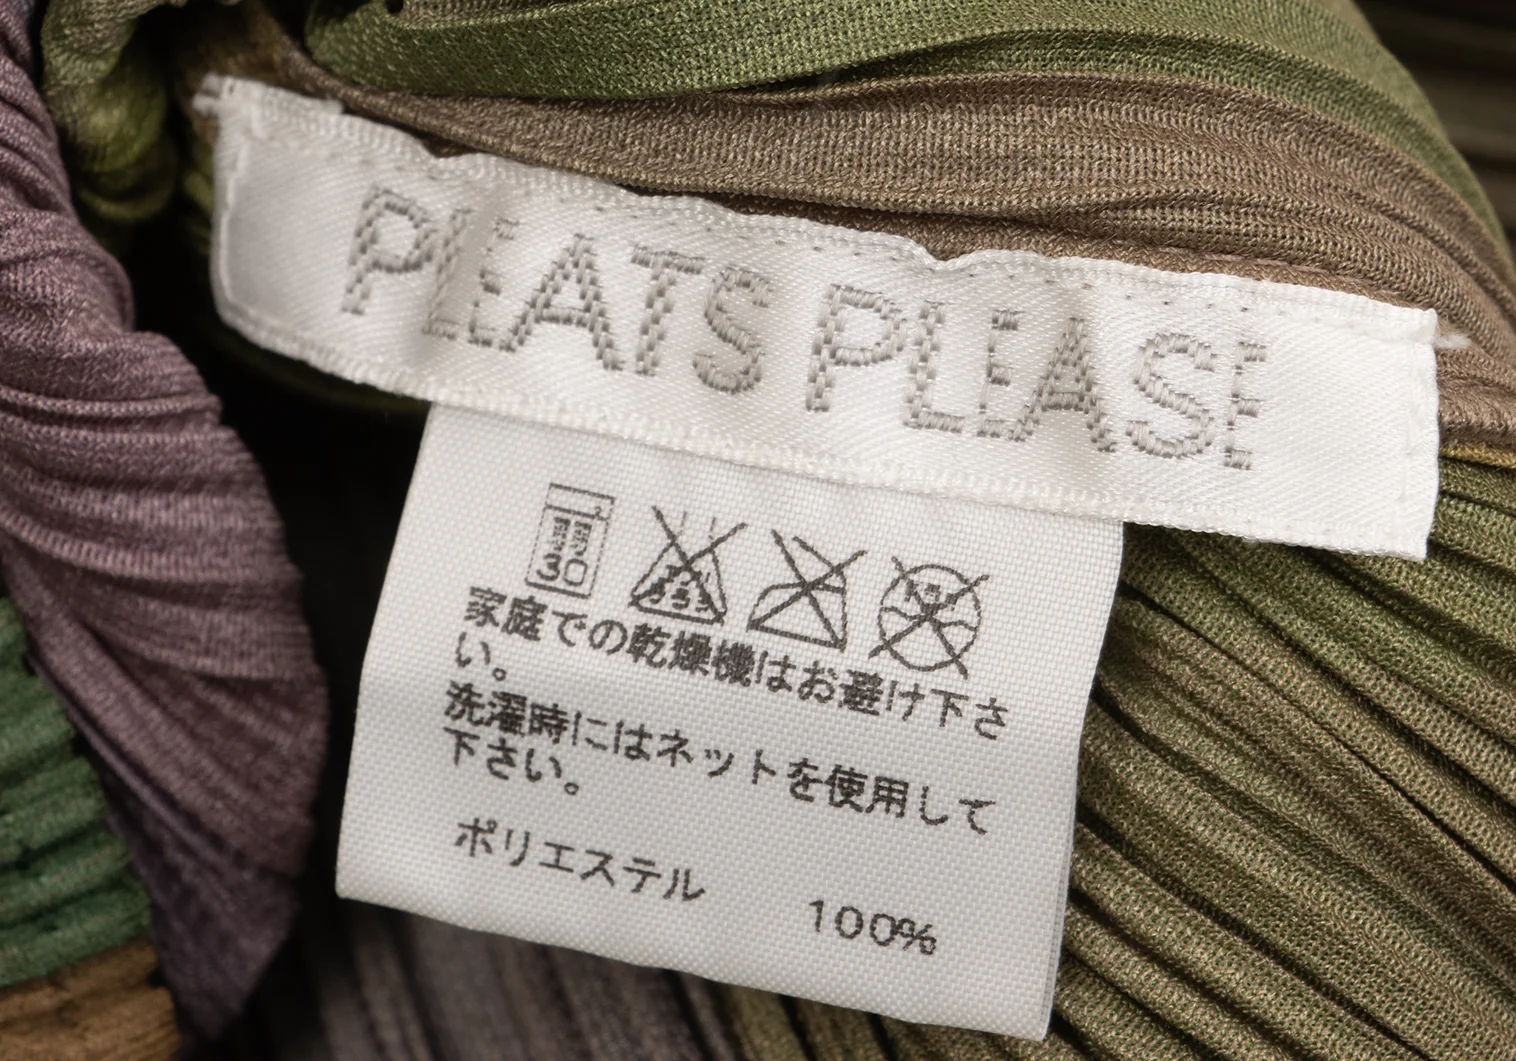 PLEATS PLEASE
30
家庭での乾燥機はお避け下さ
い。
洗濯時にはネットを使用して
下さい。
ポリエステル 100%